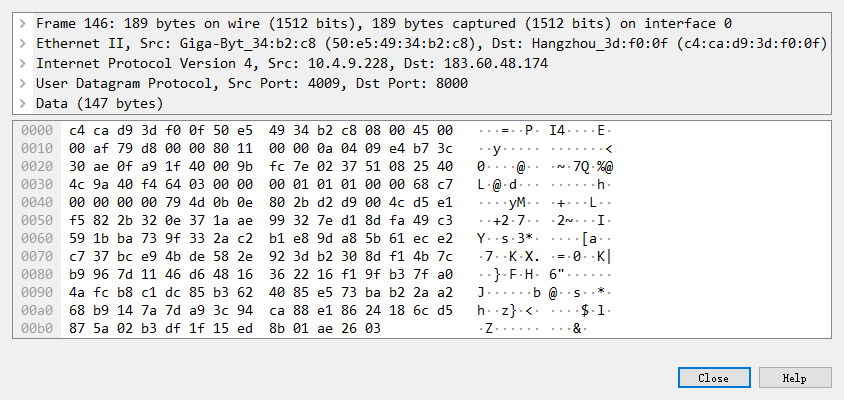 > Frame 146: 189 bytes on wire (1512 bits), 189 bytes captured (1512 bits) on interface 0
> Ethernet II, Src: Giga-Byt_34:b2:c8 (50:e5:49:34:b2:c8), Dst: Hangzhou_3d:f0:0f (c4:ca:d9:3d:f0:0f)
> Internet Protocol Version 4, Src: 10.4.9.228, Dst: 183.60.48.174
> User Datagram Protocol, Src Port: 4009, Dst Port: 8000
> Data (147 bytes)
0000 c4 ca d9 3d f0 0f 50 e5 49 34 b2 c8 08 00 45 00 ···=··P· I4····E·
0010 00 af 79 d8 00 00 80 11 00 00 0a 04 09 e4 b7 3c ··y····· ·······<
0020 30 ae 0f a9 1f 40 00 9b fc 7e 02 37 51 08 25 40 0····@·· ·~·7Q·%@
0030 4c 9a 40 f4 64 03 00 00 00 01 01 01 00 00 68 c7 L·@·d··· ······h·
0040 00 00 00 00 79 4d 0b 0e 80 2b d2 d9 00 4c d5 e1 ····yM·· ·+···L··
0050 f5 82 2b 32 0e 37 1a ae 99 32 7e d1 8d fa 49 c3 ··+2·7·· ·2~···I·
0060 59 1b ba 73 9f 33 2a c2 b1 e8 9d a8 5b 61 ec e2 Y··s·3*· ····[a··
0070 c7 37 bc e9 4b de 58 2e 92 3d b2 30 8d f1 4b 7c ·7··K·X. ·=·0··K|
0080 b9 96 7d 11 46 d6 48 16 36 22 16 f1 9f b3 7f a0 ··}·F·H· 6"······
0090 4a fc b8 c1 dc 85 b3 62 40 85 e5 73 ba b2 2a a2 J······b @··s··*·
00a0 68 b9 14 7a 7d a9 3c 94 ca 88 e1 86 24 18 6c d5 h··z}·<· ····$·l·
00b0 87 5a 02 b3 df 1f 15 ed 8b 01 ae 26 03 ·Z······ ···&·
Close Help